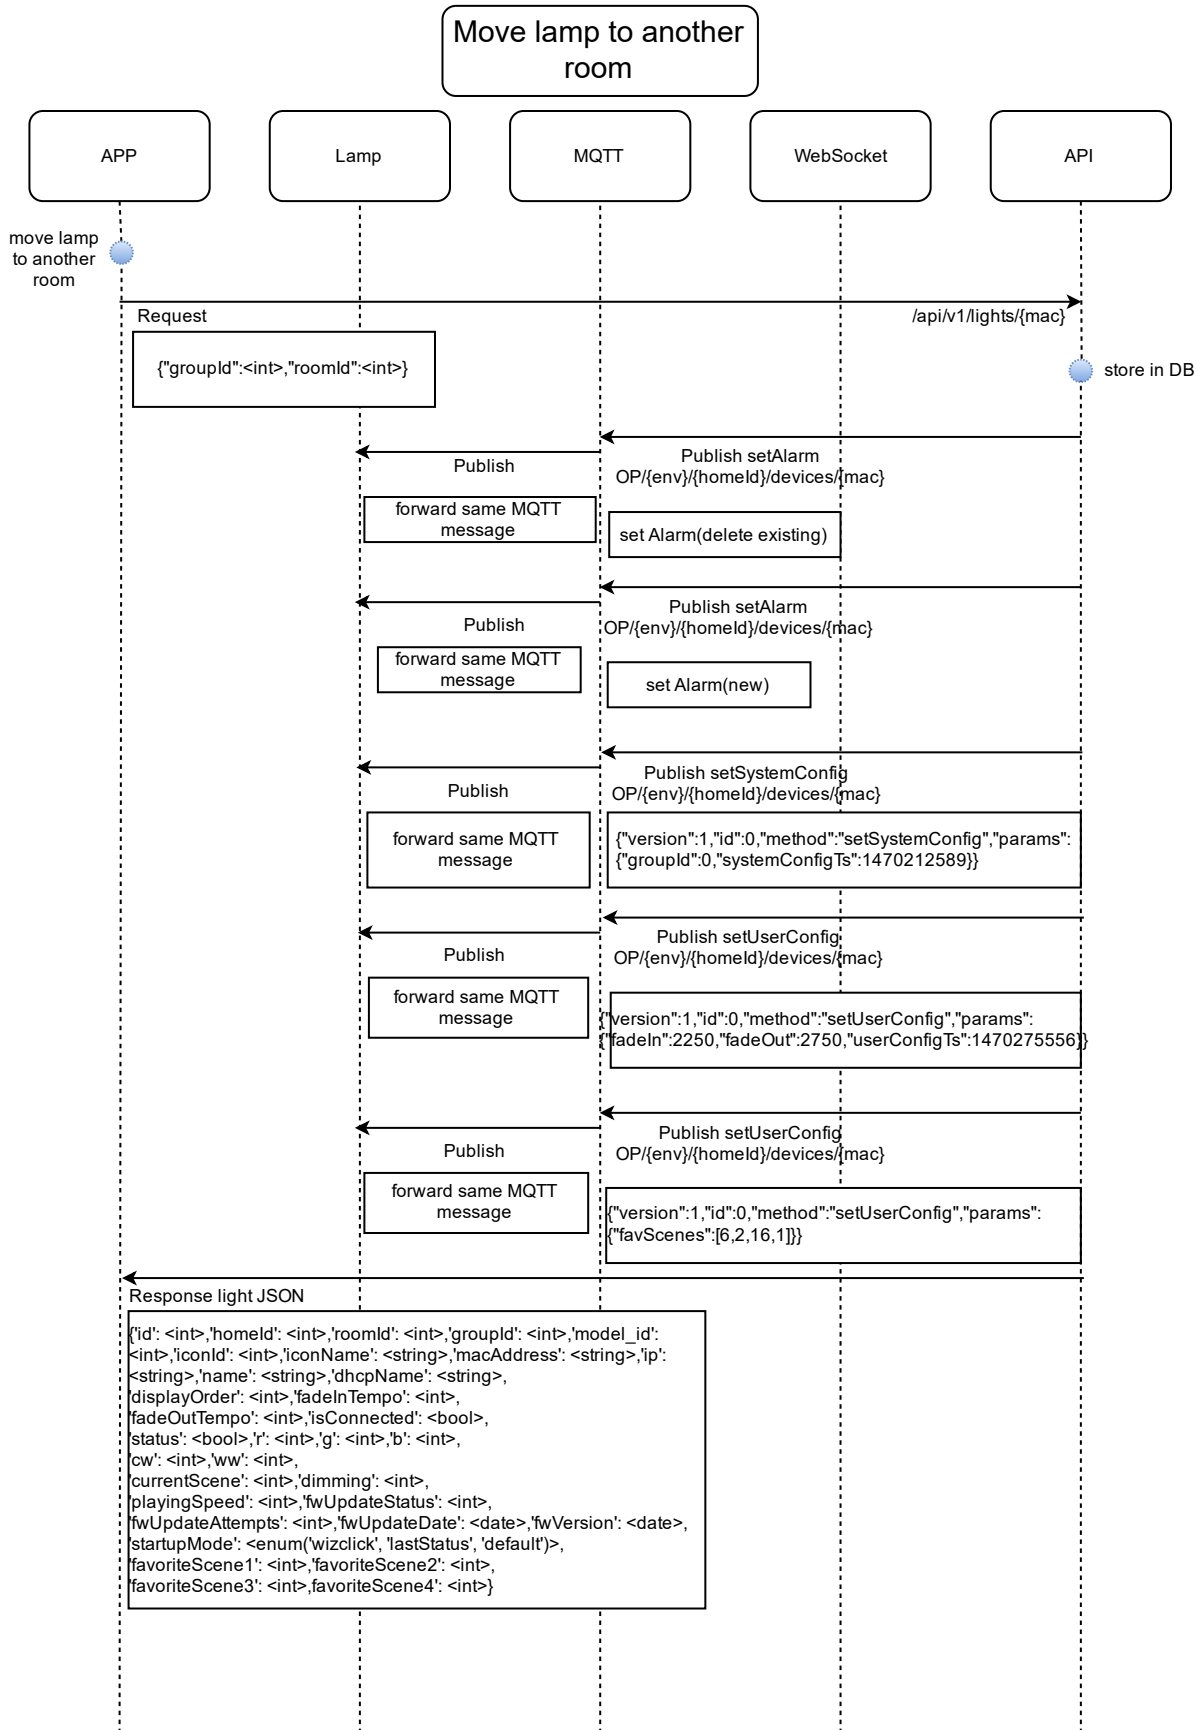 Move lamp to another
room
APP
Lamp
MQTT
WebSocket
API
move lamp
to another
room
Request
/api/v1/lights/{mac}
{"groupId":<int>,"roomId":<int>}
store in DB
Publish
Publish setAlarm
OP/{env}/{homeId}/devices/{mac}
forward same MQTT
message
set Alarm(delete existing)
Publish
Publish setAlarm
OP/{env}/{homeId}/devices/{mac}
forward same MQTT
message
set Alarm(new)
Publish
Publish setSystemConfig
OP/{env}/{homeId}/devices/{mac}
forward same MQTT
message
{"version":1,"id":0,"method":"setSystemConfig","params":
{"groupId":0,"systemConfigTs":1470212589}}
Publish
Publish setUserConfig
OP/{env}/{homeId}/devices/{mac}
forward same MQTT
message
{"version":1,"id":0,"method":"setUserConfig","params":
{"fadeIn":2250,"fadeOut":2750,"userConfigTs":1470275556}}
Publish
Publish setUserConfig
OP/{env}/{homeId}/devices/{mac}
forward same MQTT
message
{"version":1,"id":0,"method":"setUserConfig","params":
{"favScenes":[6,2,16,1]}}
Response light JSON
{'id': <int>,'homeId': <int>,'roomId': <int>,'groupId': <int>,'model_id':
<int>,'iconId': <int>,'iconName': <string>,'macAddress': <string>,'ip':
<string>,'name': <string>,'dhcpName': <string>,
'displayOrder': <int>,'fadeInTempo': <int>,
'fadeOutTempo': <int>,'isConnected': <bool>,
'status': <bool>,'r': <int>,'g': <int>,'b': <int>,
'cw': <int>,'ww': <int>,
'currentScene': <int>,'dimming': <int>,
'playingSpeed': <int>,'fwUpdateStatus': <int>,
'fwUpdateAttempts': <int>,'fwUpdateDate': <date>,'fwVersion': <date>,
'startupMode': <enum('wizclick', 'lastStatus', 'default')>,
'favoriteScene1': <int>,'favoriteScene2': <int>,
'favoriteScene3': <int>,favoriteScene4': <int>}